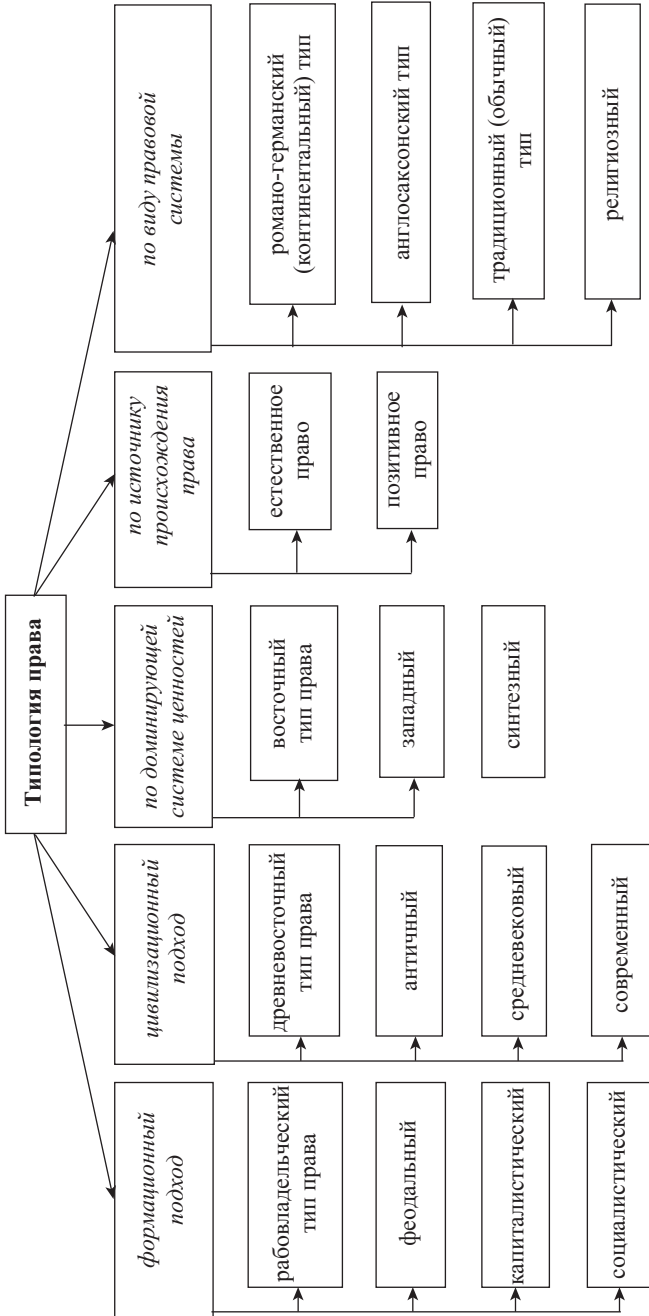 Типология права
формационный
подход
рабовладельческий
тип права
феодальный
капиталистический
социалистический
цивилизационный
подход
древневосточный
тип права
античный
средневековый
современный
по доминирующей
системе ценностей
восточный
тип права
западный
синтезный
по источнику
происхождения
права
естественное
право
позитивное
право
по виду правовой
системы
романо-германский
(континентальный) тип
англосаксонский тип
традиционный (обычный)
тип
религиозный